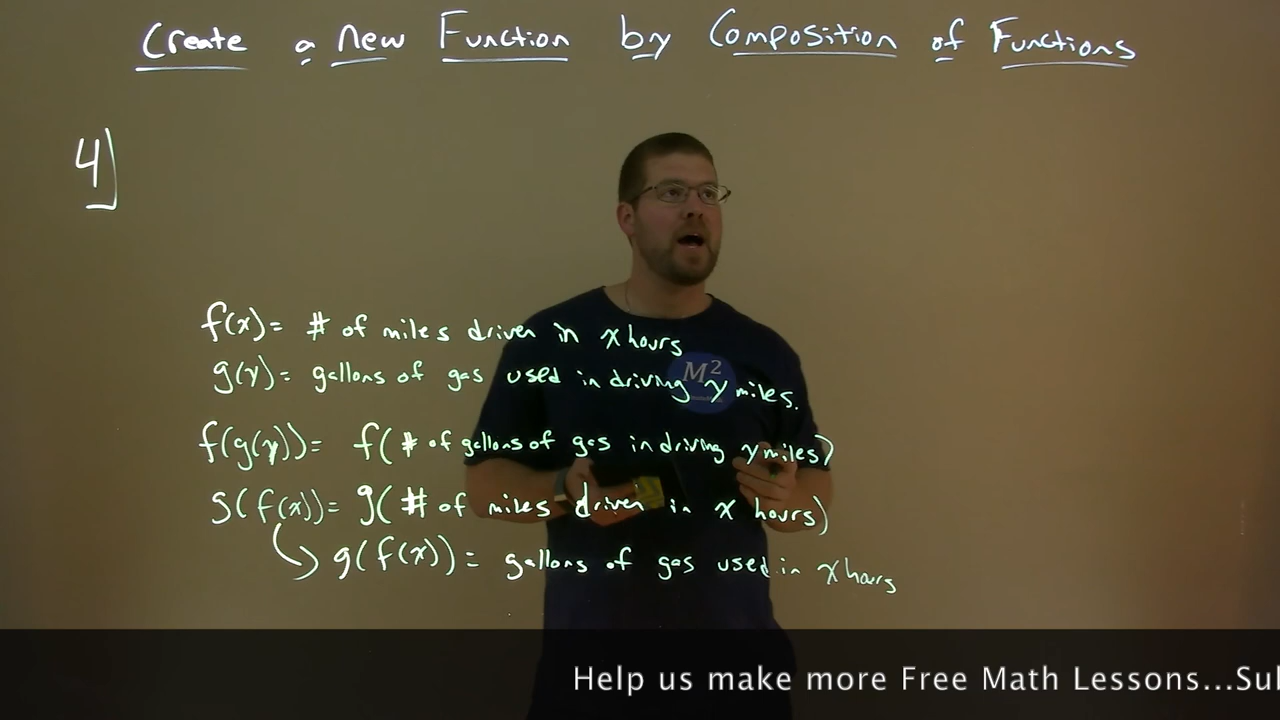 Create a new Function by Composition of Functions
4]
f(x)= # of miles driven in x hours
g(y)= gallons of gas used in driving y miles.
f(g(y))= f(# of gallons of gas in driving y miles)
g(f(x))= g(# of miles driven in x hours)
g(f(x))= gallons of gas used in x hours
M²
Help us make more Free Math Lessons...Su